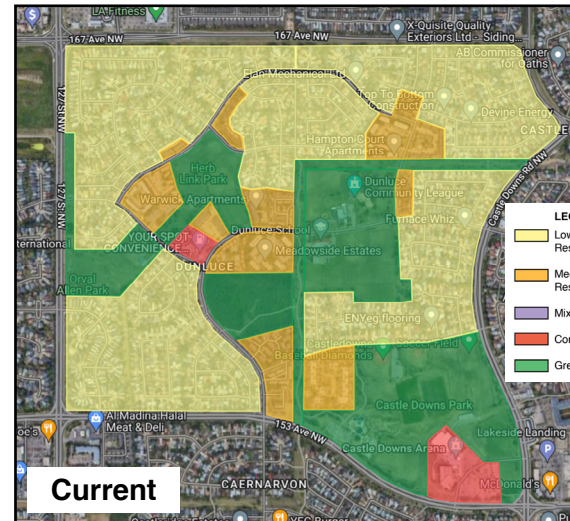 LA Fitness
167 Ave NW
167 Ave NW
X-Quisite Quality
Exteriors Ltd - Siding...
AB Commissioner
for Oaths
Elan Mechanical Ltd
Top To Bottom
Construction
Devine Energy
127 St NW
CASTLE
Hampton Court
Apartments
Herb
Link Park
Dunluce
Community League
Castle Downs Rd NW
Warwick Apartments
Furnace Whiz
127 St NW
YOUR SPOT
CONVENIENCE
Dunluce School
Meadowside Estates
DUNLUCE
International
Orval
Allen Park
LE
Low
Res
Me
Res
Mix
Co
Gre
ENYeg flooring
Baseball Diamonds
Castle Downs Park
Al Madina Halal
Meat & Deli
153 Ave NW
Castle Downs Arena
Lakeside Landing
McDonald's
CAERNARVON
YEG Burger
Current